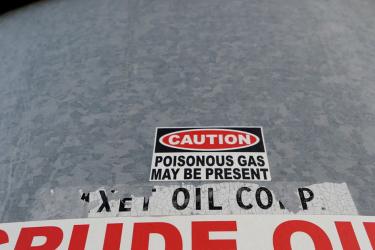 CAUTION
POISONOUS GAS
MAY BE PRESENT
OIL
CRUDE